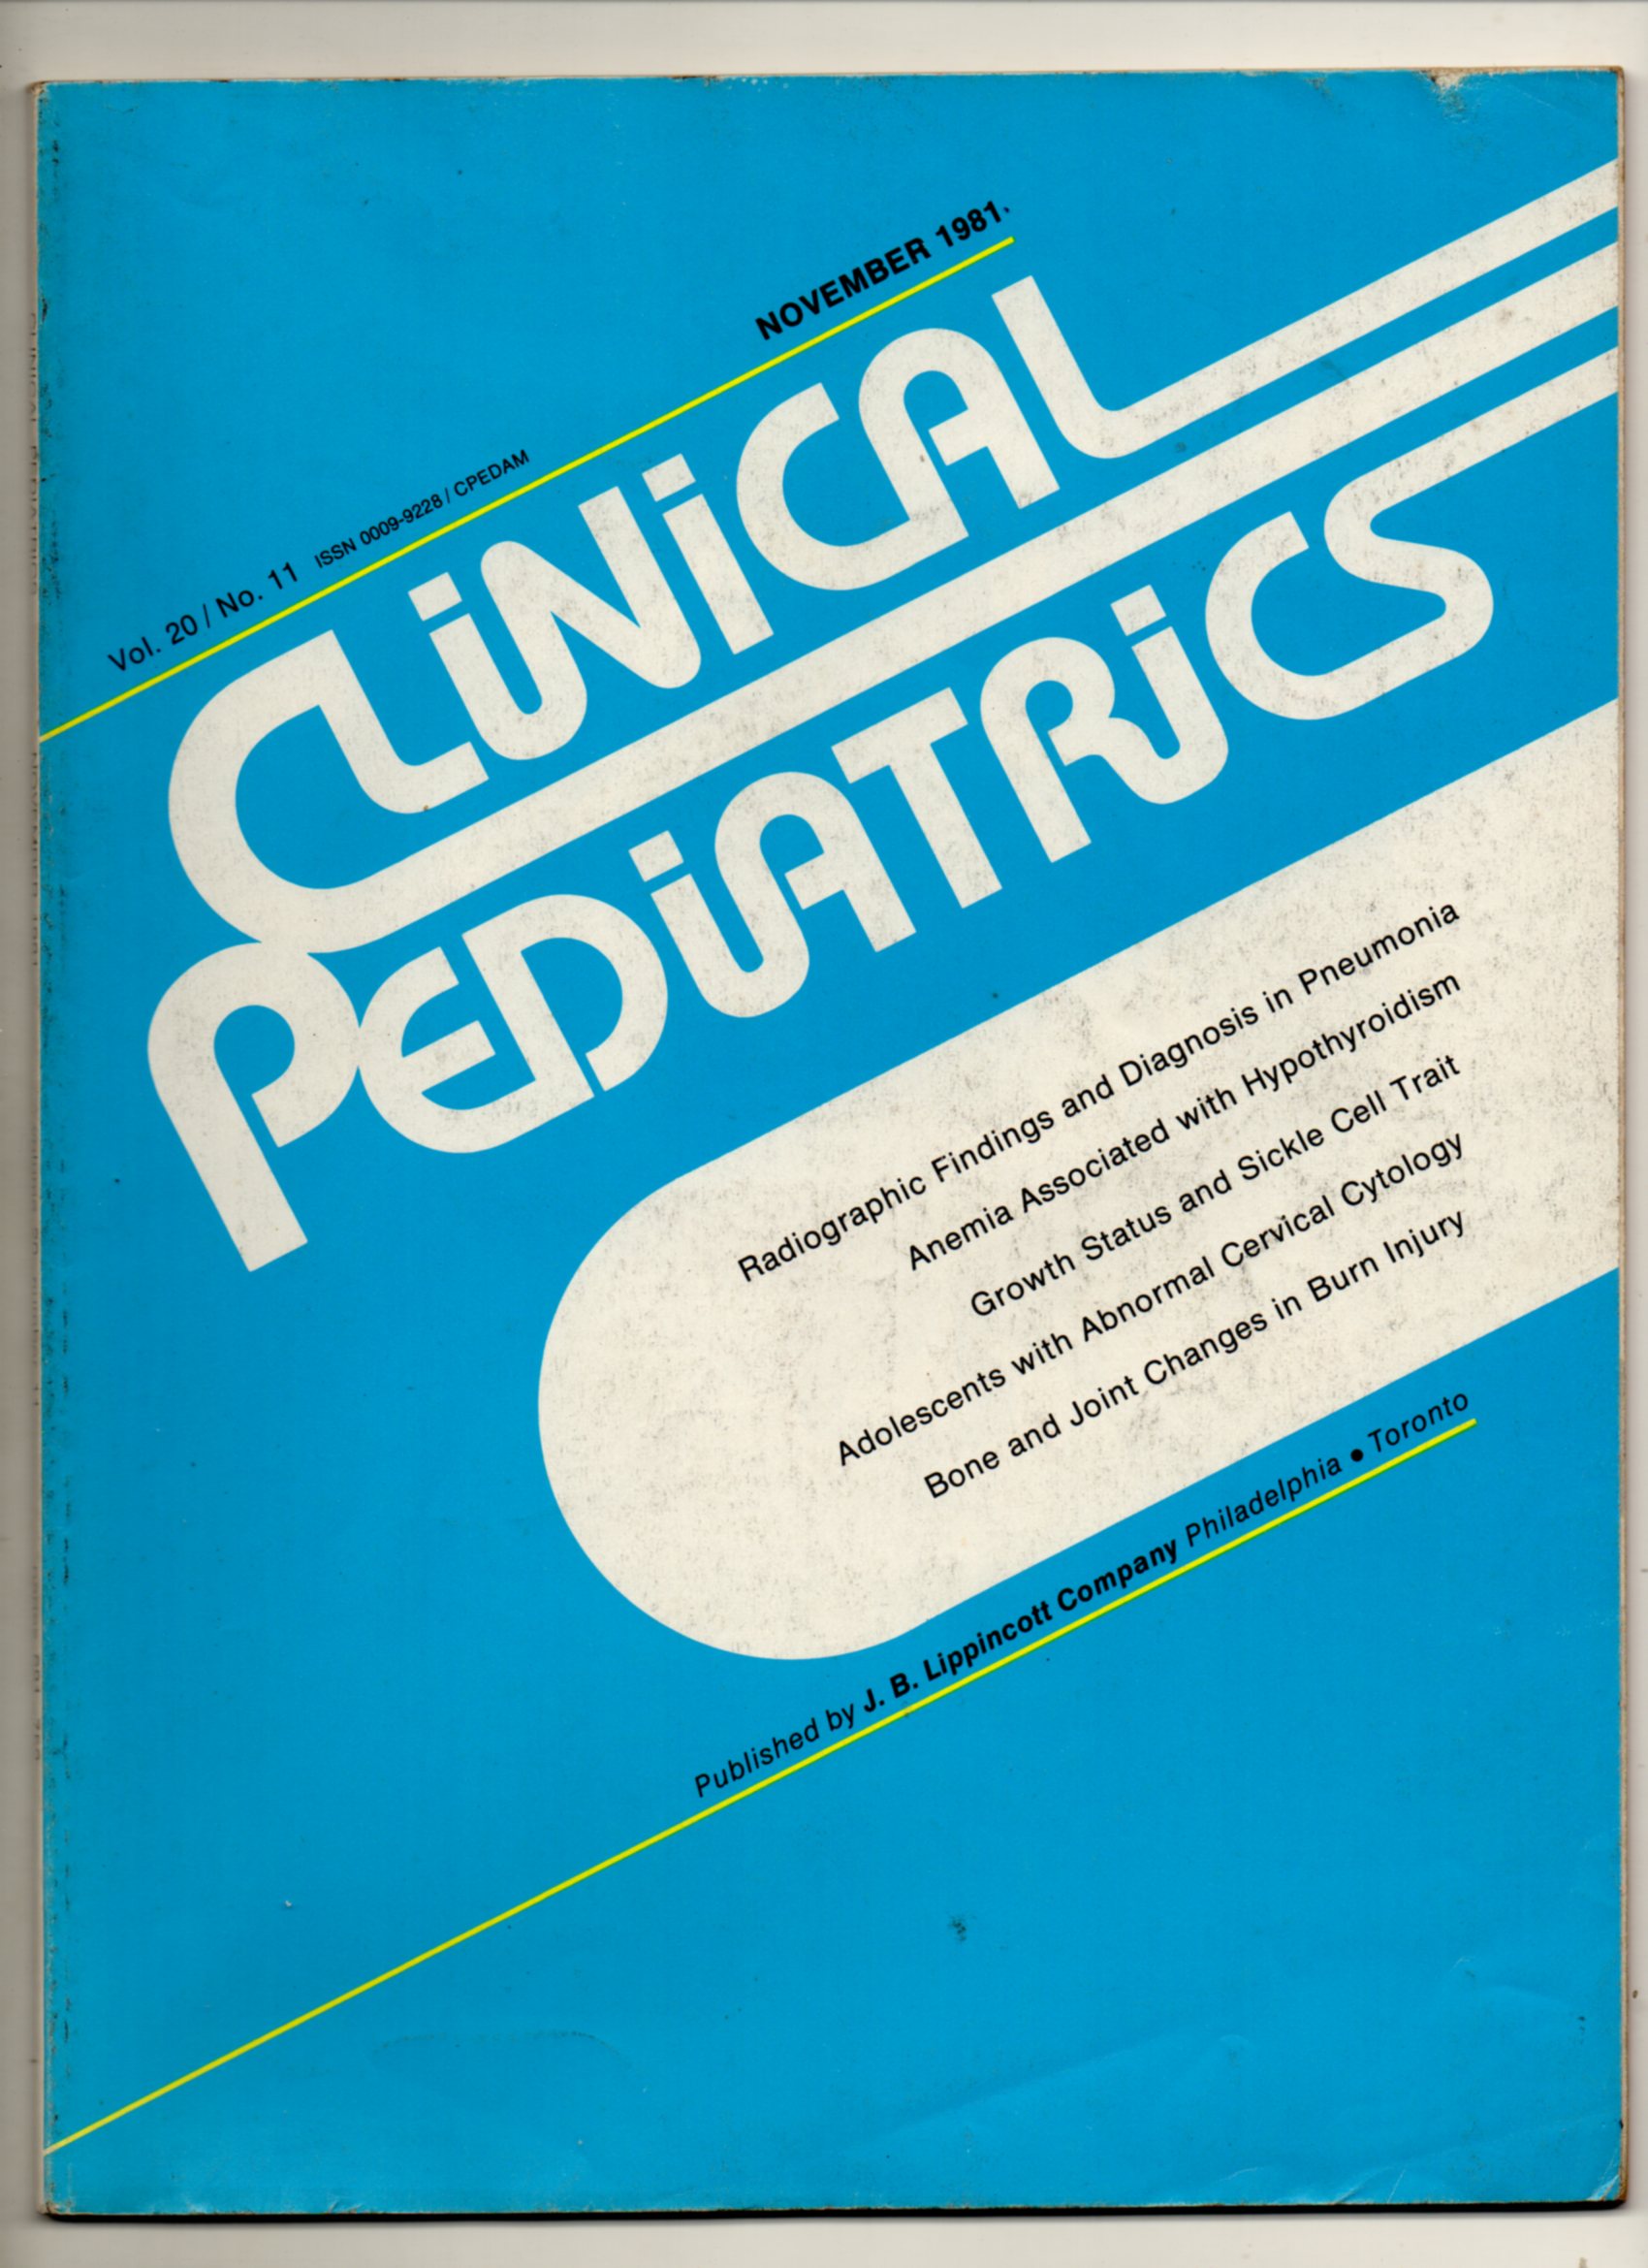 NOVEMBER 1981
Vol. 20 / No. 11 ISSN 0009-9228 / CPEDAM
CLiNiCAL
PEDiATRiCS
Radiographic Findings and Diagnosis in Pneumonia
Anemia Associated with Hypothyroidism
Growth Status and Sickle Cell Trait
Adolescents with Abnormal Cervical Cytology
Bone and Joint Changes in Burn Injury
Published by J. B. Lippincott Company Philadelphia ● Toronto